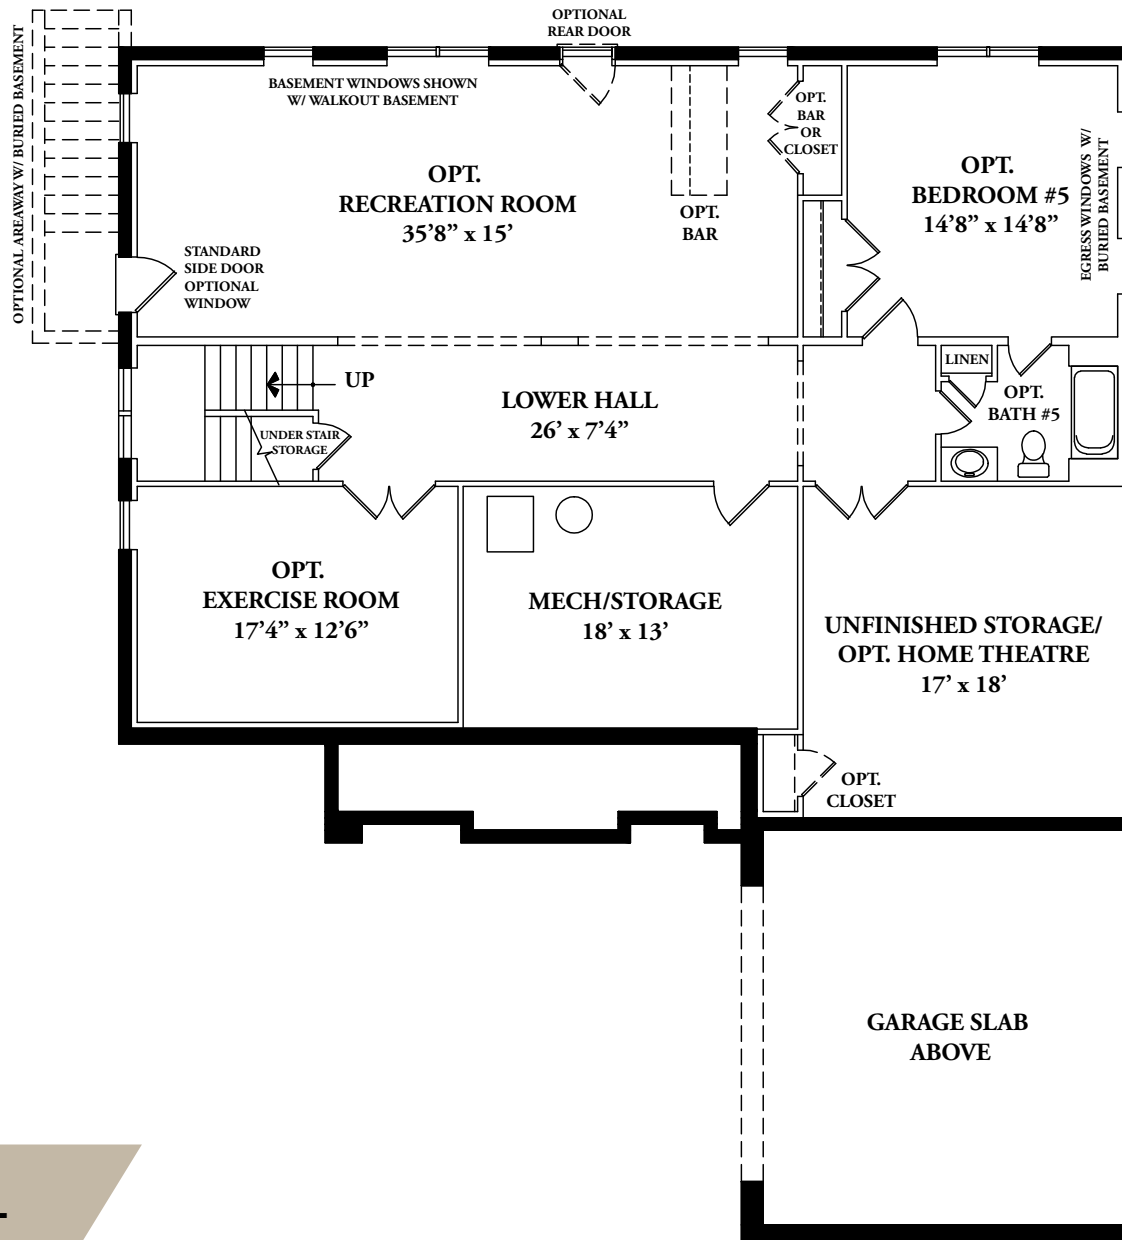 OPTIONAL
REAR DOOR
OPTIONAL AREAWAY W/ BURIED BASEMENT
BASEMENT WINDOWS SHOWN
W/ WALKOUT BASEMENT
OPT.
BAR
OR
CLOSET
OPT.
RECREATION ROOM
35'8” x 15’
OPT.
BAR
OPT.
BEDROOM #5
14’8” x 14’8”
EGRESS WINDOWS W/
BURIED BASEMENT
STANDARD
SIDE DOOR
OPTIONAL
WINDOW
UP
LOWER HALL
26’ x 7’4”
LINEN
OPT.
BATH #5
UNDER STAIR
STORAGE
OPT.
EXERCISE ROOM
17’4” x 12’6”
MECH/STORAGE
18’ x 13’
UNFINISHED STORAGE/
OPT. HOME THEATRE
17’ x 18’
OPT.
CLOSET
GARAGE SLAB
ABOVE